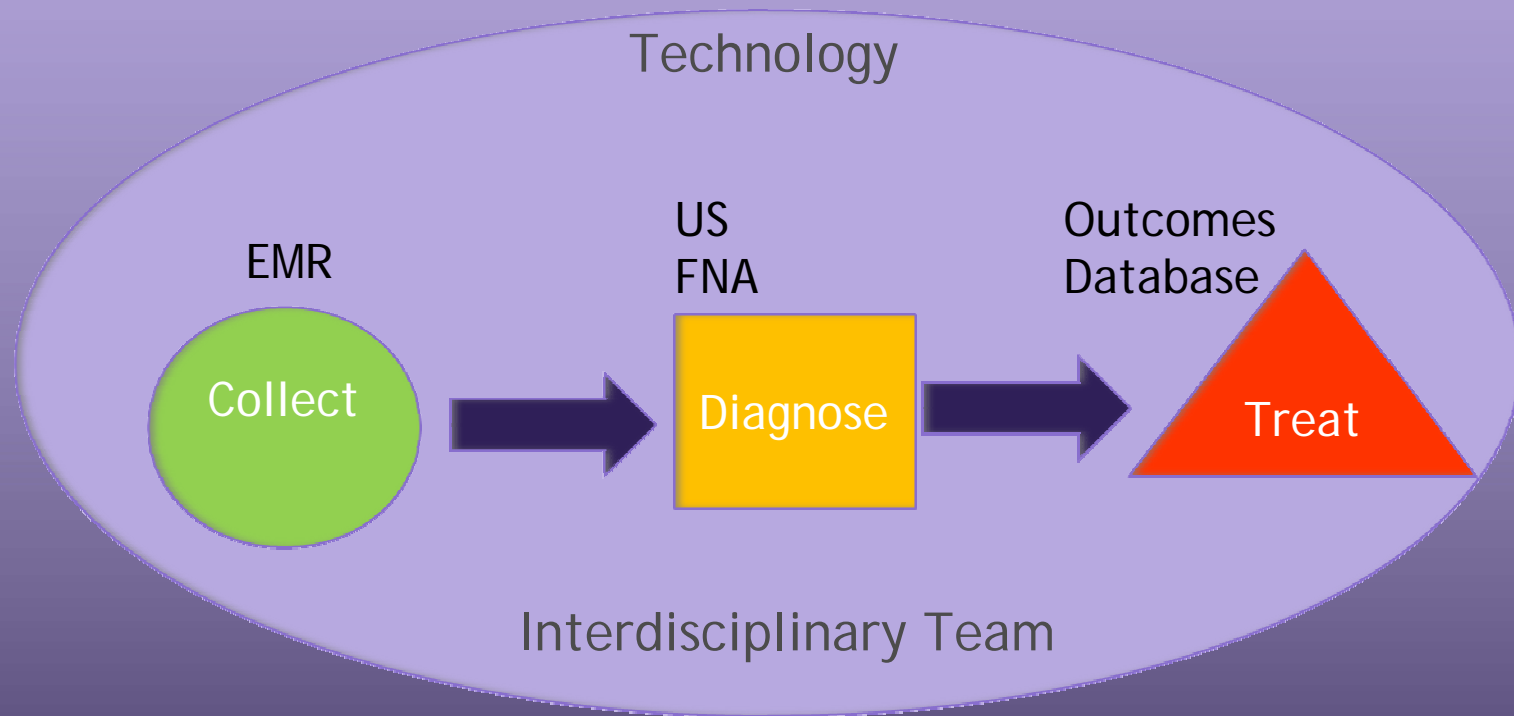 Technology
EMR
US
FNA
Outcomes
Database
Collect
Diagnose
Treat
Interdisciplinary Team